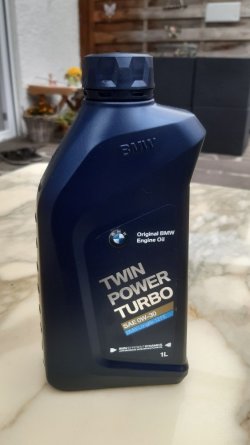 BMW
Original BMW
Engine Oil
TWIN
POWER
TURBO
SAE 0W-30
1L